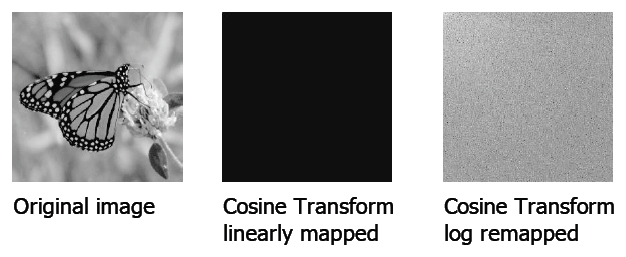 Original image
Cosine Transform
linearly mapped
Cosine Transform
log remapped